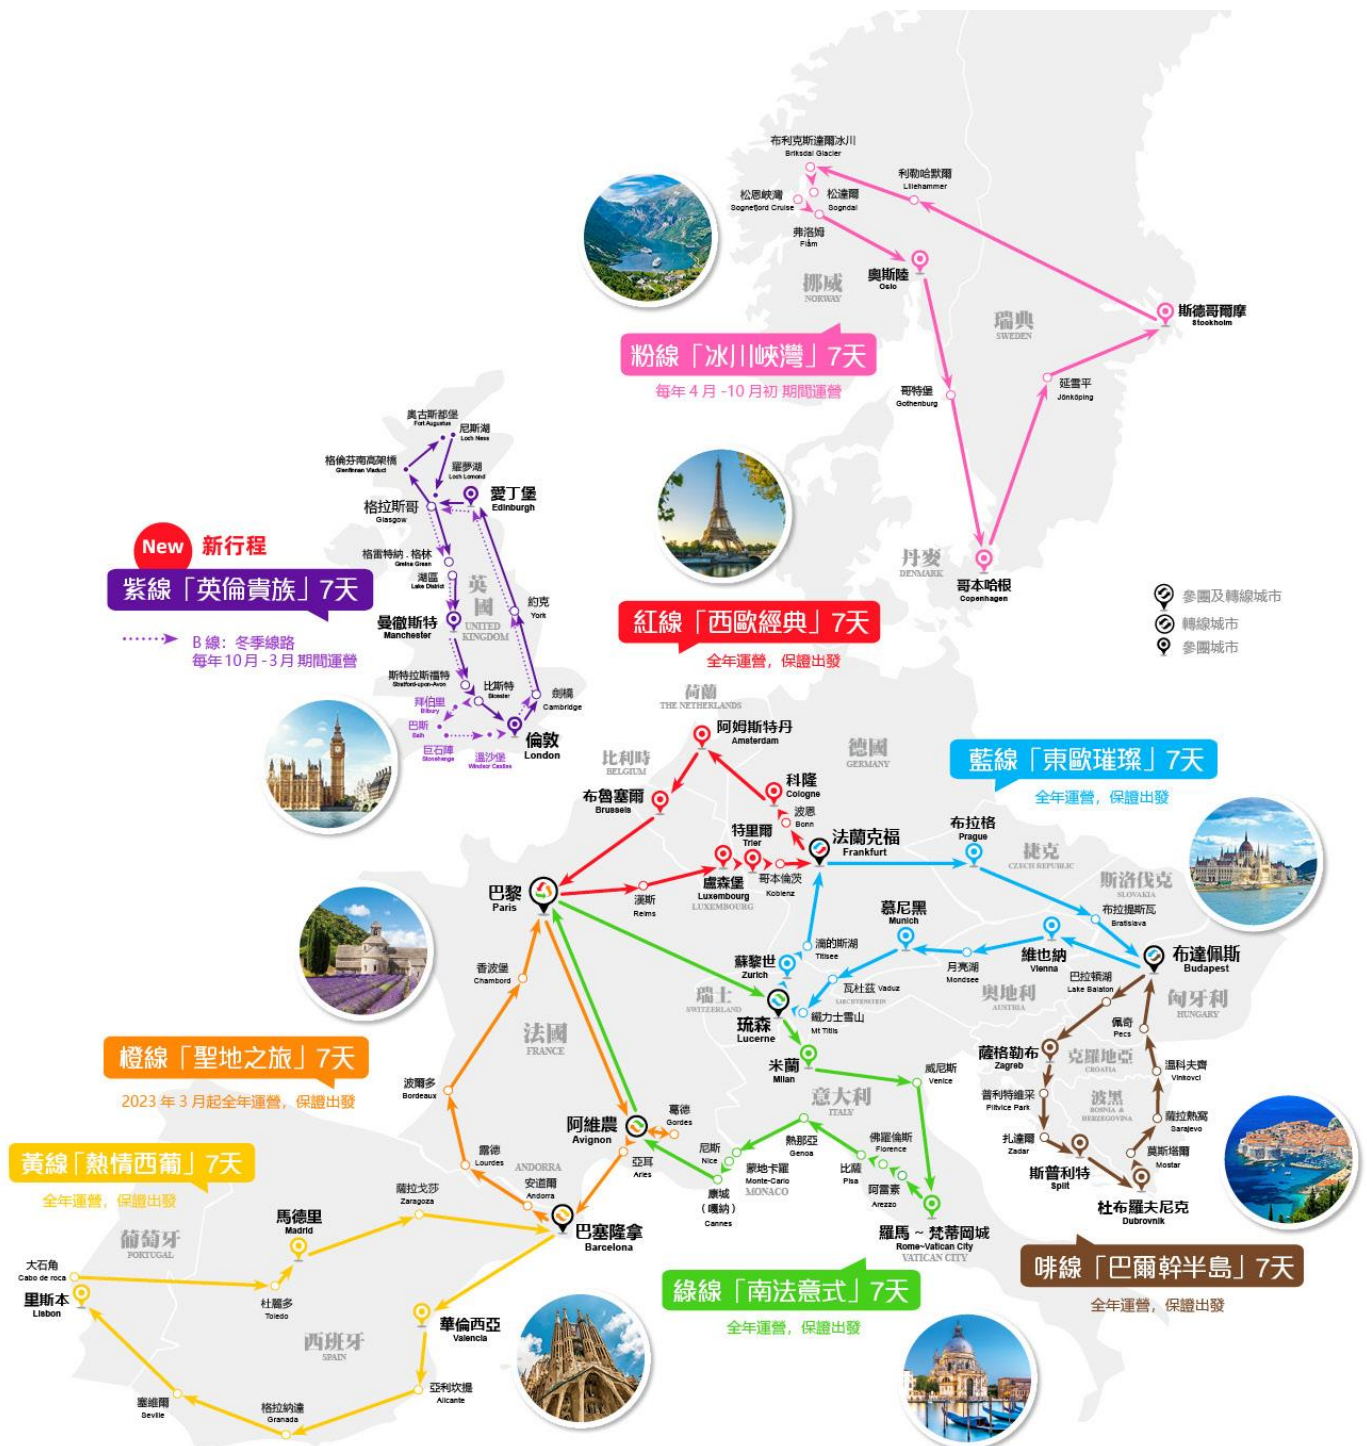 布利克斯達爾冰川
Briksdal Glacier
利勒哈默爾
Lillehammer
松恩峽灣
Sognefjord Cruise
松達爾
Sogndal
弗洛姆
Flåm
奧斯陸
Oslo
挪威
NORWAY
斯德哥爾摩
Stockholm
瑞典
SWEDEN
粉線「冰川峽灣」7天
每年 4 月 -10 月初 期間運營
哥特堡
Gothenburg
延雪平
Jönköping
丹麥
DENMARK
哥本哈根
Copenhagen
奧古斯都堡
Fort Augustus
尼斯湖
Loch Ness
格倫芬南高架橋
Glenfinnan Viaduct
羅夢湖
Loch Lomond
愛丁堡
Edinburgh
格拉斯哥
Glasgow
New 新行程
紫線「英倫貴族」7天
B 線：冬季線路
每年 10 月 - 3 月 期間運營
格雷特納 . 格林
Gretna Green
湖區
Lake District
英國
UNITED KINGDOM
約克
York
曼徹斯特
Manchester
斯特拉斯福特
Stratford-upon-Avon
比斯特
Bicester
劍橋
Cambridge
拜伯里
Bibury
巴斯
Bath
巨石陣
Stonehenge
溫沙堡
Windsor Castles
倫敦
London
參團及轉線城市
轉線城市
參團城市
紅線「西歐經典」7天
全年運營，保證出發
荷蘭
THE NETHERLANDS
阿姆斯特丹
Amsterdam
德國
GERMANY
比利時
BELGIUM
布魯塞爾
Brussels
科隆
Cologne
波恩
Bonn
特里爾
Trier
盧森堡
Luxembourg
LUXEMBOURG
哥本倫茨
Koblenz
法蘭克福
Frankfurt
巴黎
Paris
漢斯
Reims
藍線「東歐璀璨」7天
全年運營，保證出發
布拉格
Prague
捷克
CZECH REPUBLIC
斯洛伐克
SLOVAKIA
布拉提斯瓦
Bratislava
慕尼黑
Munich
維也納
Vienna
布達佩斯
Budapest
滴的斯湖
Titisee
蘇黎世
Zurich
瓦杜茲 Vaduz
LIECHTENSTEIN
月亮湖
Mondsee
奧地利
AUSTRIA
巴拉頓湖
Lake Balaton
匈牙利
HUNGARY
瑞士
SWITZERLAND
琉森
Lucerne
鐵力士雪山
Mt Titlis
香波堡
Chambord
法國
FRANCE
橙線「聖地之旅」7天
2023 年 3 月起全年運營，保證出發
波爾多
Bordeaux
米蘭
Milan
威尼斯
Venice
意大利
ITALY
佩奇
Pecs
薩格勒布
Zagreb
克羅地亞
CROATIA
溫科夫齊
Vinkovci
普利特維采
Plitvice Park
波黑
BOSNIA & HERZEGOVINA
薩拉熱窩
Sarajevo
扎達爾
Zadar
莫斯塔爾
Mostar
斯普利特
Split
杜布羅夫尼克
Dubrovnik
啡線「巴爾幹半島」7天
全年運營，保證出發
阿維農
Avignon
葛德
Gordes
亞耳
Arles
尼斯
Nice
蒙地卡羅
Monte-Carlo
MONACO
康城
（嘎納）
Cannes
熱那亞
Genoa
佛羅倫斯
Florence
比薩
Pisa
阿雷素
Arezzo
羅馬 ~ 梵蒂岡城
Rome~Vatican City
VATICAN CITY
綠線「南法意式」7天
全年運營，保證出發
黃線「熱情西葡」7天
全年運營，保證出發
露德
Lourdes
ANDORRA
安道爾
Andorra
薩拉戈莎
Zaragoza
馬德里
Madrid
巴塞隆拿
Barcelona
葡萄牙
PORTUGAL
大石角
Cabo de roca
里斯本
Lisbon
杜麗多
Toledo
西班牙
SPAIN
華倫西亞
Valencia
亞利坎提
Alicante
塞維爾
Seville
格拉納達
Granada